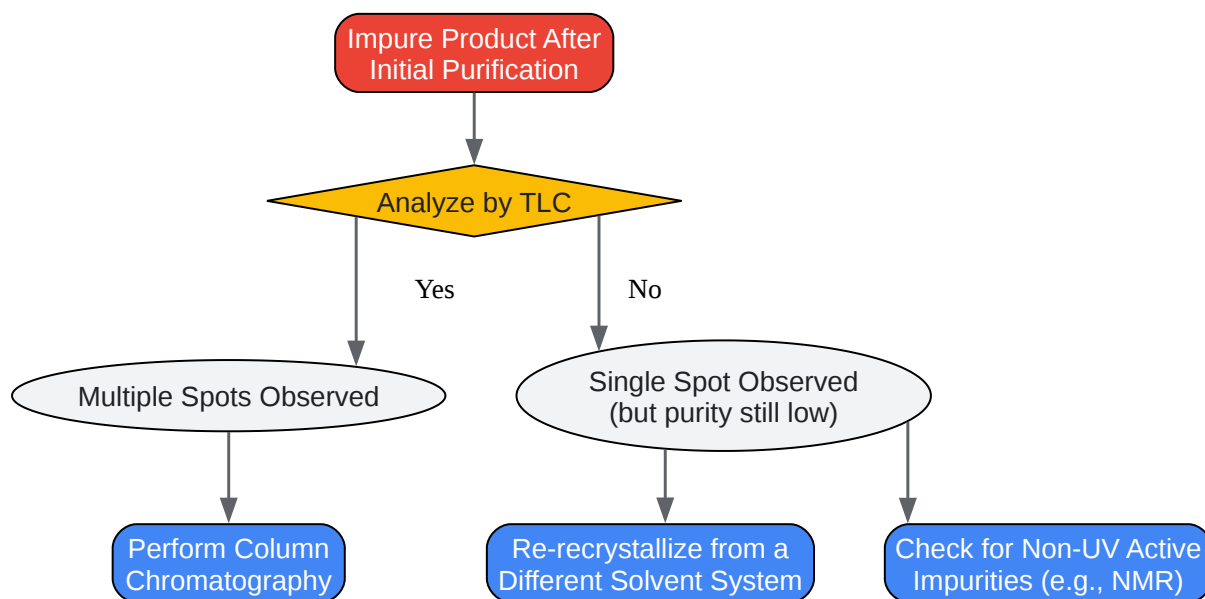 Impure Product After
Initial Purification
Analyze by TLC
Yes
No
Multiple Spots Observed
Single Spot Observed
(but purity still low)
Perform Column
Chromatography
Re-recrystallize from a
Different Solvent System
Check for Non-UV Active
Impurities (e.g., NMR)